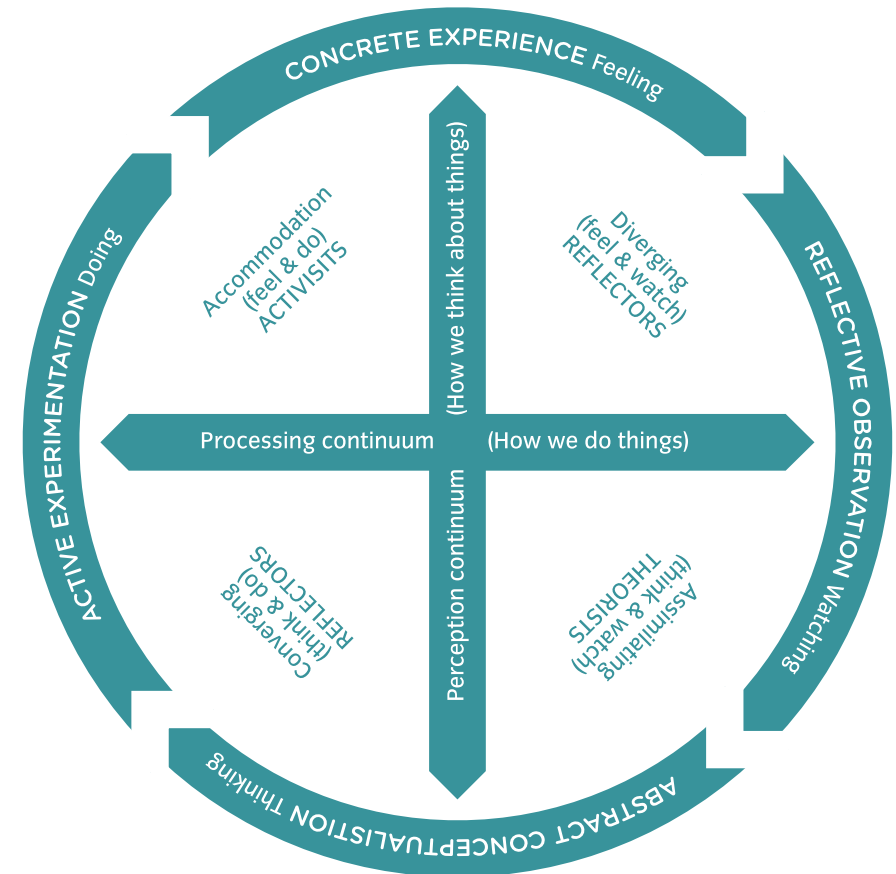 CONCRETE EXPERIENCE Feeling
REFLECTIVE OBSERVATION Watching
ABSTRACT CONCEPTUALISTION Thinking
ACTIVE EXPERIMENTATION Doing
Accommodation
(feel & do)
ACTIVISITS
Diverging
(feel & watch)
REFLECTORS
Processing continuum (How we do things)
Perception continuum (How we think about things)
Converging
(think & do)
REFLECTORS
Assimilating
(think & watch)
THEORISTS